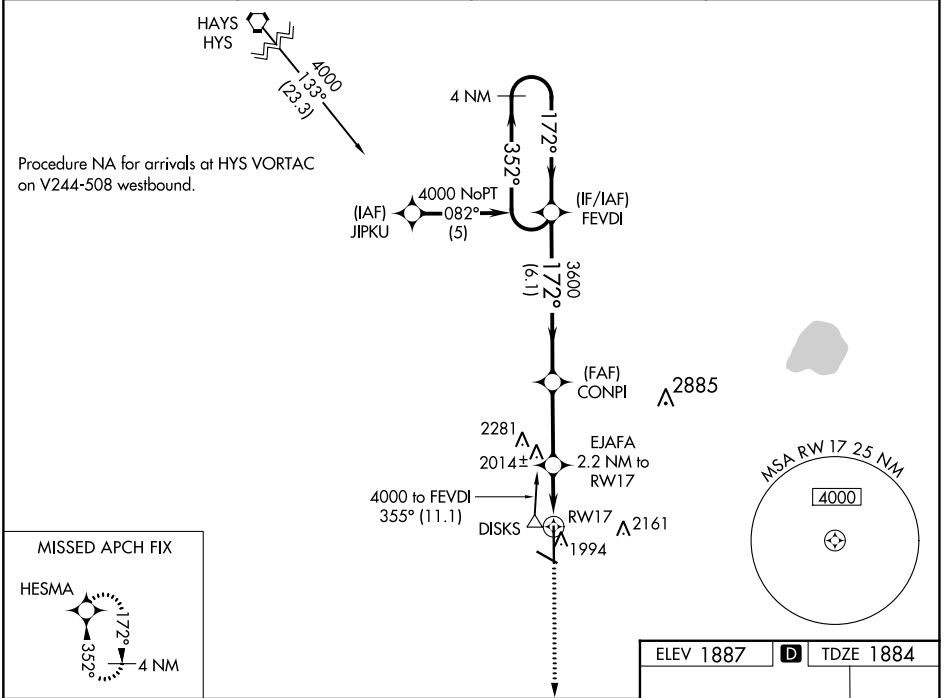 HAYS
HYS
4000
133°
(23.3)
Procedure NA for arrivals at HYS VORTAC
on V244-508 westbound.
4 NM
352°
172°
4000 NoPT
082°
(5)
(IAF)
JIPKU
(IF/IAF)
FEVDI
3600
172°
(6.1)
(FAF)
CONPI
2885
2281
2014±
EJAFA
2.2 NM to
RW17
4000 to FEVDI
355° (11.1)
DISKS
RW17
2161
1994
MSA RW 17 25 NM
4000
MISSED APCH FIX
HESMA
172°
352°
4 NM
ELEV 1887 D TDZE 1884